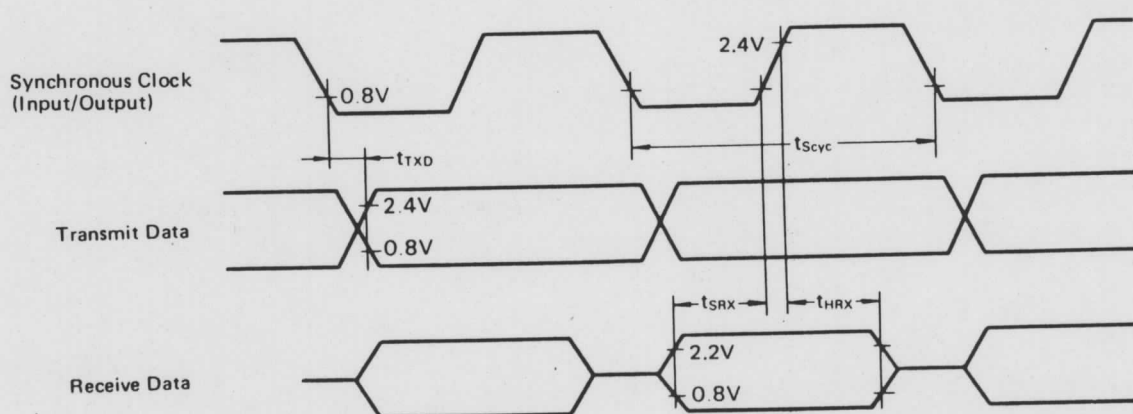 2.4V
Synchronous Clock
(Input/Output)
0.8V
tScyc
tTXD
2.4V
Transmit Data
0.8V
tSRX
tHRX
2.2V
Receive Data
0.8V